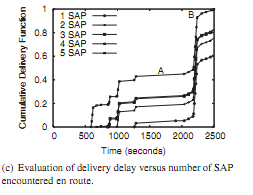 Cumulative Delivery Function
1
0.8
0.6
0.4
0.2
0
1 SAP
2 SAP
3 SAP
4 SAP
5 SAP
A
B
0 500 1000 1500 2000 2500
Time (seconds)
(c) Evaluation of delivery delay versus number of SAP
encountered en route.